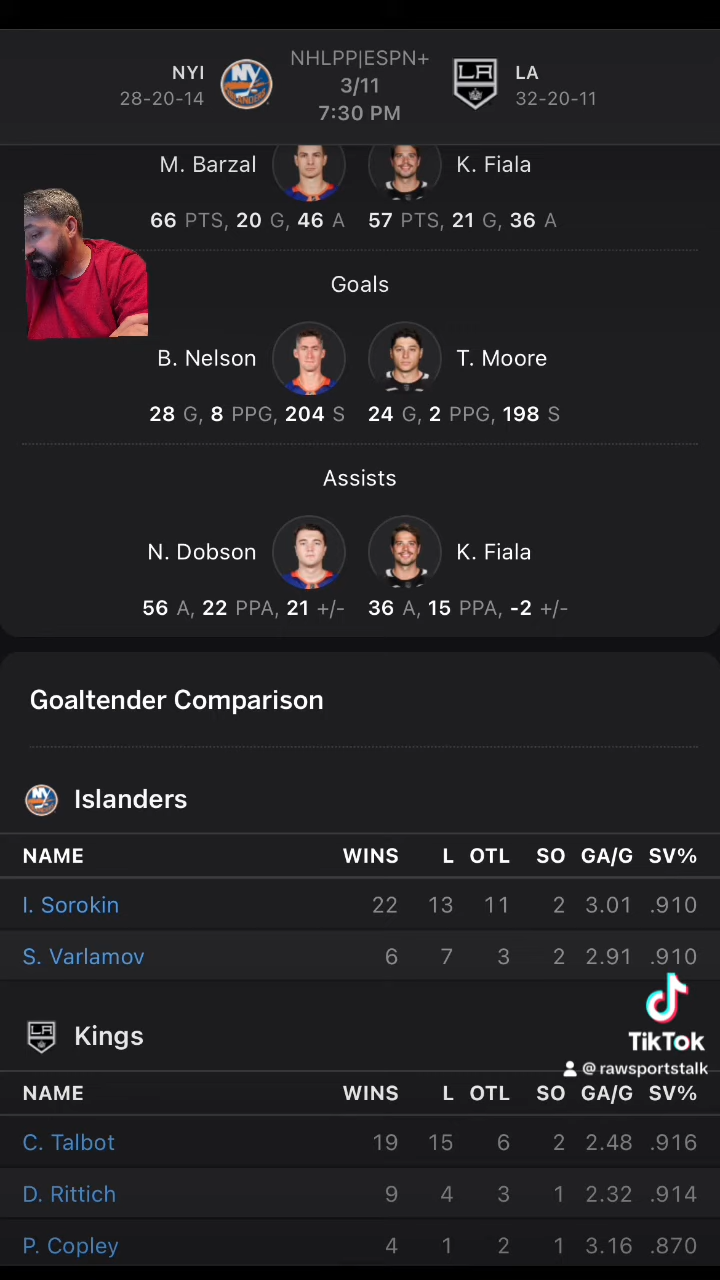 NHLPP|ESPN+
NYI LA
28-20-14 3/11 32-20-11
7:30 PM
M. Barzal K. Fiala
66 PTS, 20 G, 46 A 57 PTS, 21 G, 36 A
Goals
B. Nelson T. Moore
28 G, 8 PPG, 204 S 24 G, 2 PPG, 198 S
Assists
N. Dobson K. Fiala
56 A, 22 PPA, 21 +/- 36 A, 15 PPA, -2 +/-
Goaltender Comparison
Islanders
NAME WINS L OTL SO GA/G SV%
I. Sorokin 22 13 11 2 3.01 .910
S. Varlamov 6 7 3 2 2.91 .910
Kings
TikTok
@rawsportstalk
NAME WINS L OTL SO GA/G SV%
C. Talbot 19 15 6 2 2.48 .916
D. Rittich 9 4 3 1 2.32 .914
P. Copley 4 1 2 1 3.16 .870